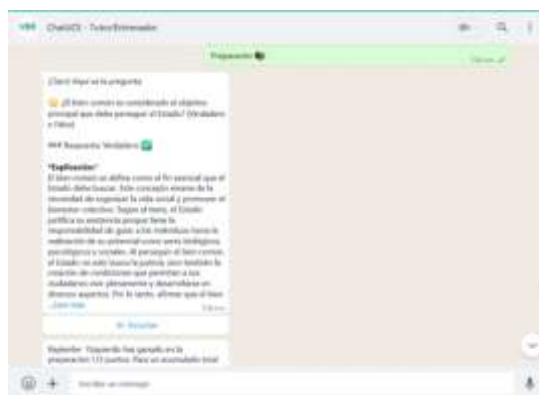 ChatUCE - Tutor/Entrenador
Preparación
¡Claro! Aquí va la pregunta
¿El bien común es considerado el objetivo
principal que debe perseguir el Estado? (Verdadero
o Falso)
### Respuesta: Verdadero
*Explicación:*
El bien común se define como el fin esencial que el
Estado debe buscar. Este concepto emana de la
necesidad de organizar la vida social y promover el
bienestar colectivo. Según el texto, el Estado
justifica su existencia porque tiene la
responsabilidad de guiar a los individuos hacia la
realización de su potencial como seres biológicos,
psicológicos y sociales. Al perseguir el bien común,
el Estado no solo busca la justicia, sino también la
creación de condiciones que permitan a sus
ciudadanos vivir plenamente y desarrollarse en
diversos aspectos. Por lo tanto, afirmar que el bien
...Leer más
ha ganado en la
preparación 1/3 puntos. Para un acumulado total
Escribe un mensaje